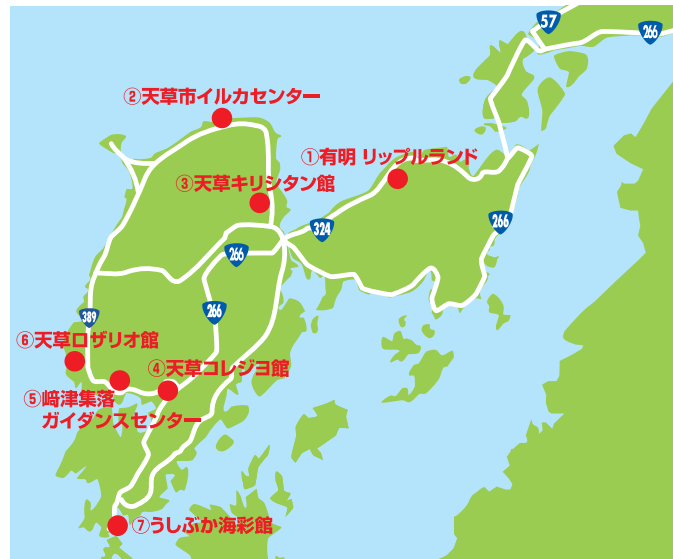 57
266
②天草市イルカセンター
①有明 リップルランド
③天草キリシタン館
324
266
266
389
266
⑥天草ロザリオ館
④天草コレジヨ館
⑤﨑津集落
ガイダンスセンター
⑦うしぶか海彩館